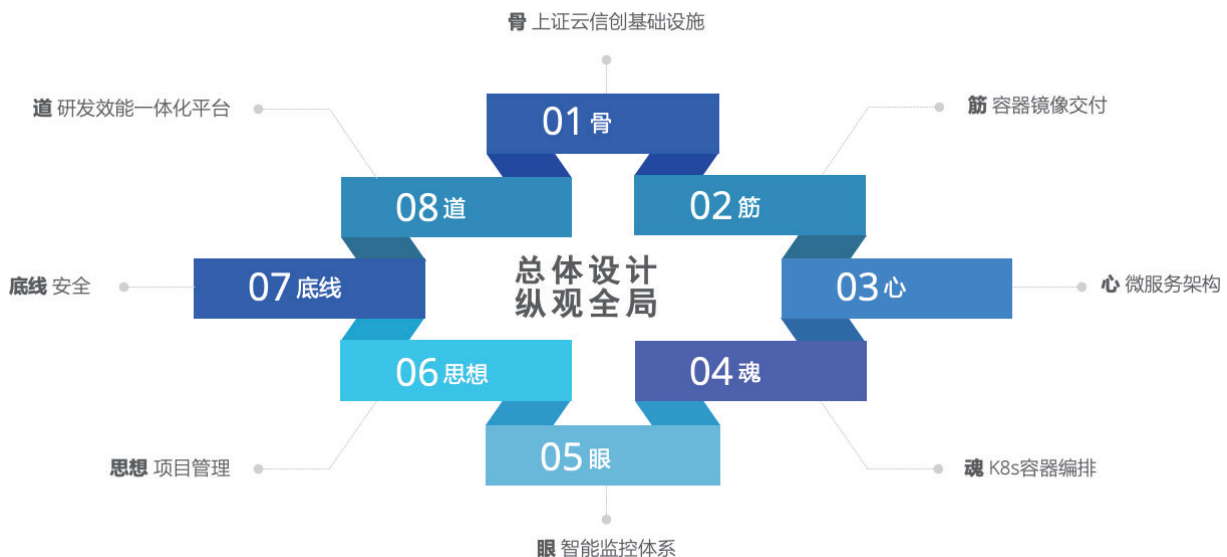 骨 上证云信创基础设施
道 研发效能一体化平台
筋 容器镜像交付
01 骨
08 道
02 筋
底线 安全
07 底线
总体设计
纵观全局
03 心
心 微服务架构
06 思想
04 魂
思想 项目管理
05 眼
魂 K8s容器编排
眼 智能监控体系